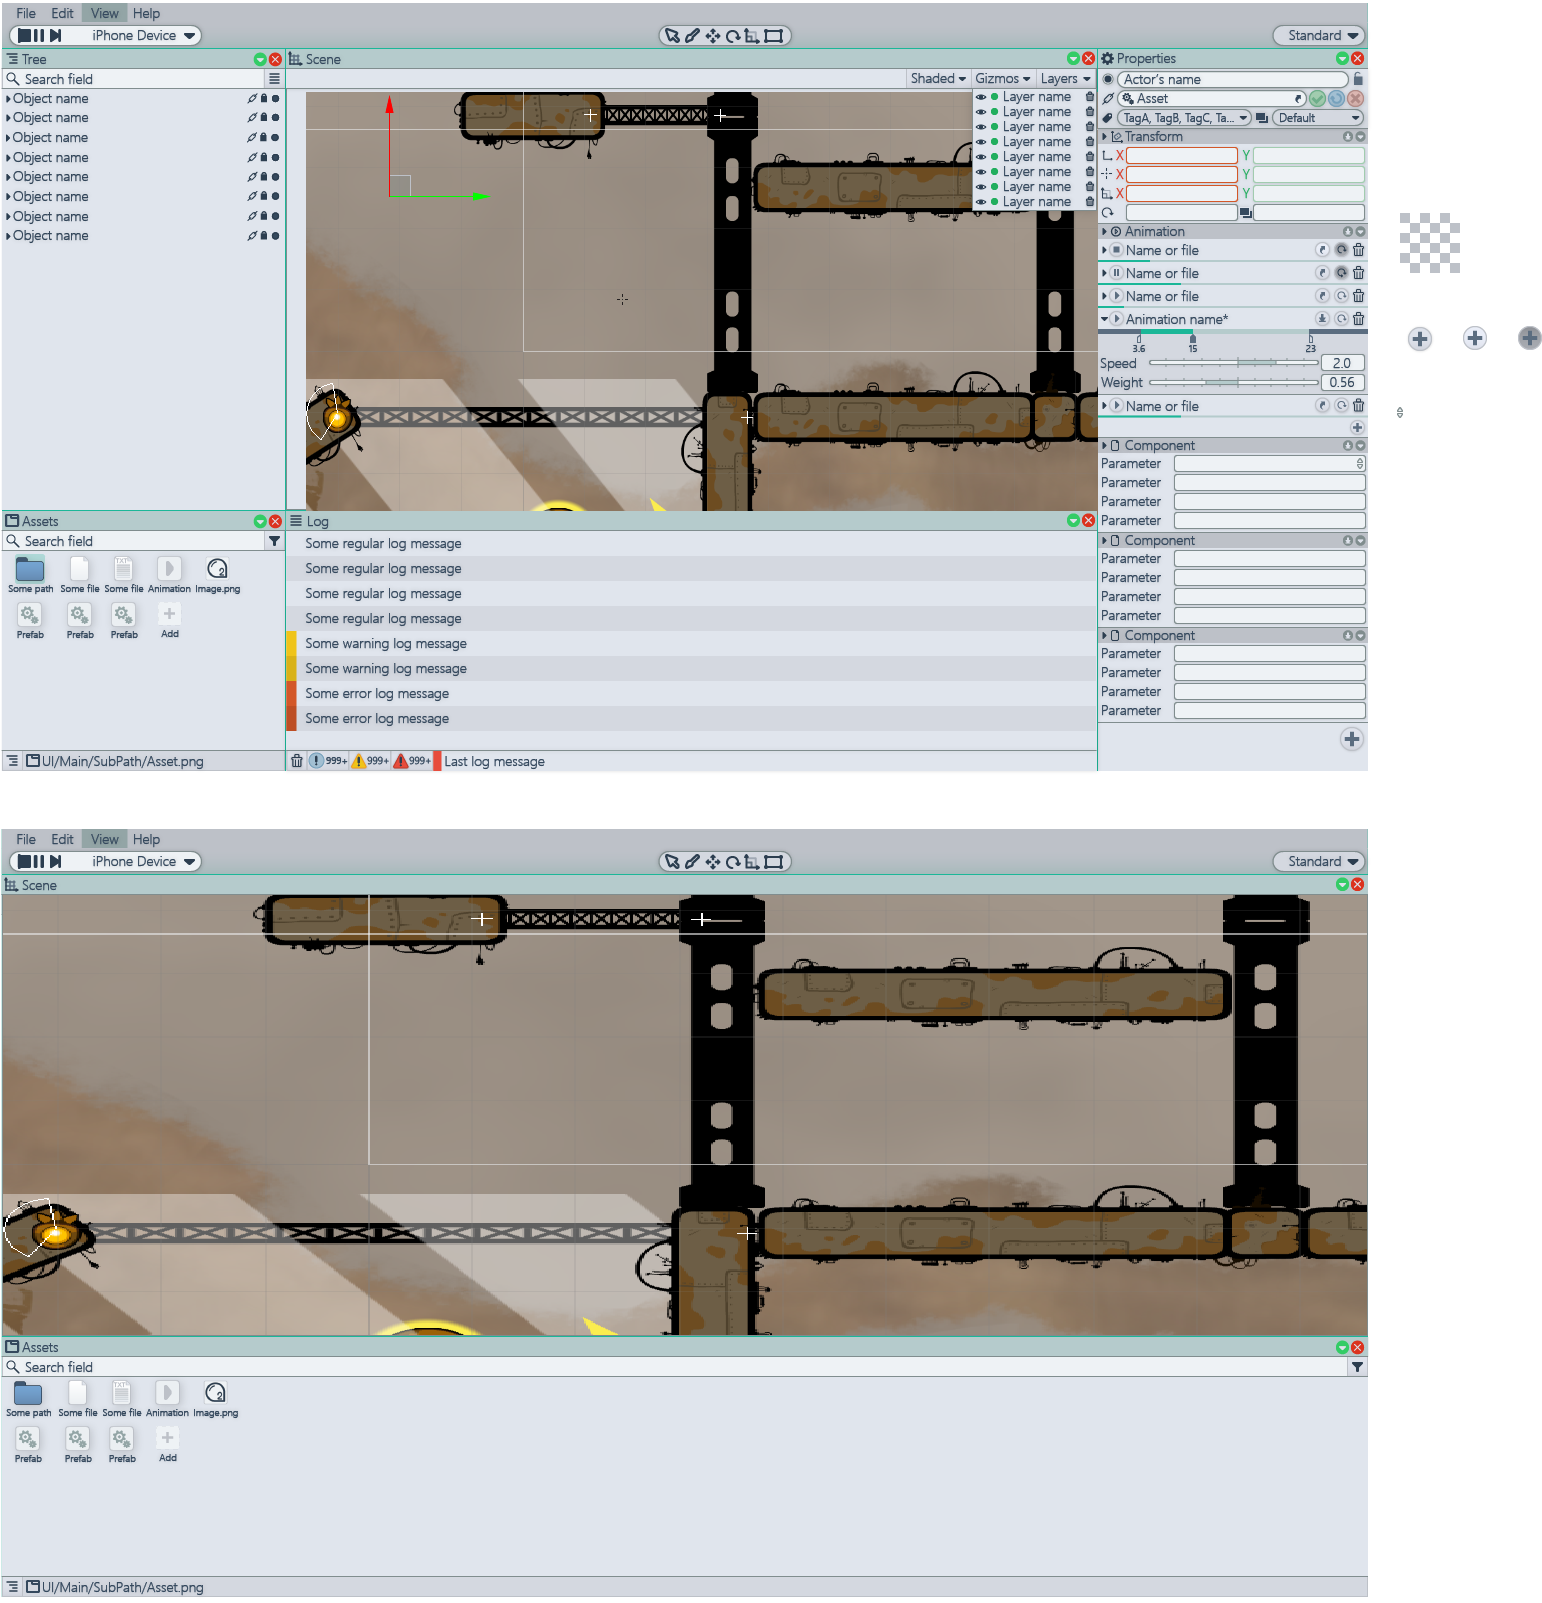 File Edit View Help
iPhone Device Standard
Tree Scene Properties
Search field Shaded Gizmos Layers Actor's name
Object name
Object name
Object name
Object name
Object name
Object name
Object name
Object name
Layer name
Layer name
Layer name
Layer name
Layer name
Layer name
Layer name
Layer name
Asset
TagA, TagB, TagC, Ta... Default
Transform
X Y
X Y
X Y
Animation
Name or file
Name or file
Name or file
Animation name*
3.6 15 23
Speed 2.0
Weight 0.56
Name or file
Component
Parameter
Parameter
Parameter
Parameter
Component
Parameter
Parameter
Parameter
Parameter
Component
Parameter
Parameter
Parameter
Parameter
Assets
Search field
TXT 2
Some path Some file Some file Animation Image.png
Prefab Prefab Prefab Add
Log
Some regular log message
Some regular log message
Some regular log message
Some regular log message
Some warning log message
Some warning log message
Some error log message
Some error log message
UI/Main/SubPath/Asset.png 999+ 999+ 999+ Last log message
File Edit View Help
iPhone Device Standard
Scene
Assets
Search field
TXT 2
Some path Some file Some file Animation Image.png
Prefab Prefab Prefab Add
UI/Main/SubPath/Asset.png